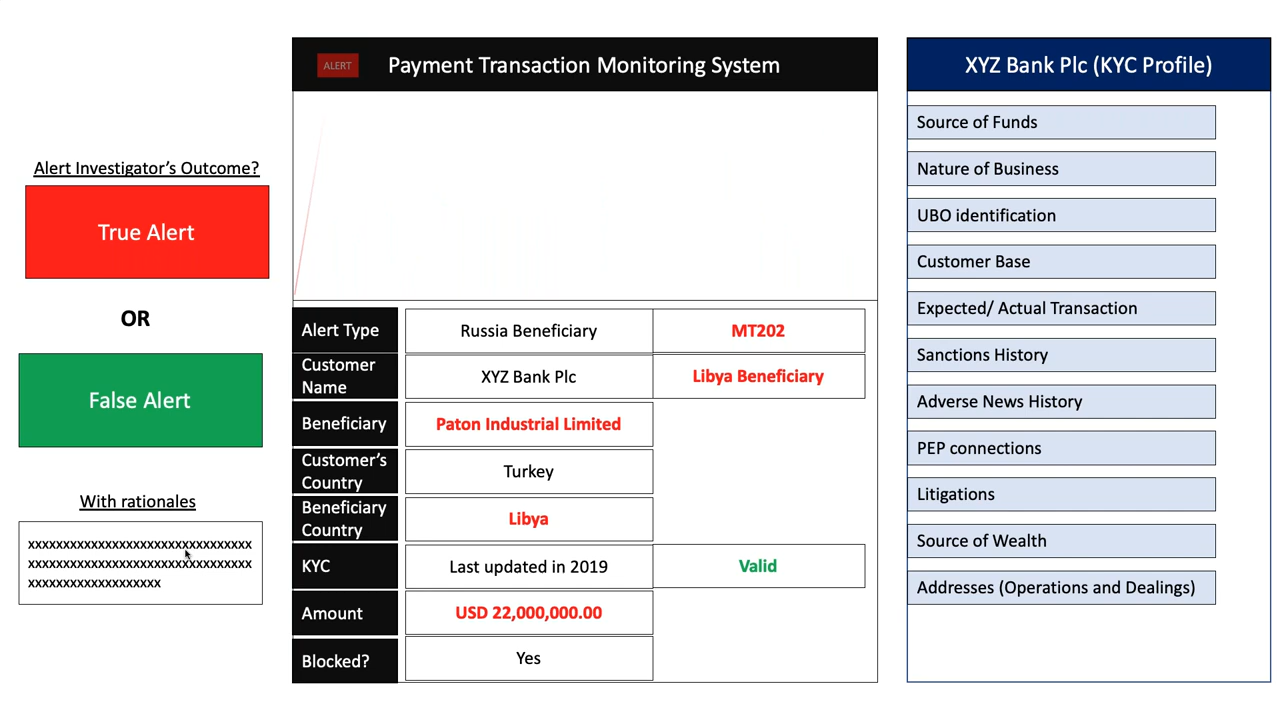 Alert Investigator's Outcome?
True Alert
OR
False Alert
With rationales
xxxxxxxxxxxxxxxxxxxxxxxxxxxxxxxx
xxxxxxxxxxxxxxxxxxxxxxxxxxxxxxxx
xxxxxxxxxxxxxxxxxxx
ALERT
Payment Transaction Monitoring System
Alert Type
Russia Beneficiary
MT202
Customer
Name
XYZ Bank Plc
Libya Beneficiary
Beneficiary
Paton Industrial Limited
Customer's
Country
Turkey
Beneficiary
Country
Libya
KYC
Last updated in 2019
Valid
Amount
USD 22,000,000.00
Blocked?
Yes
XYZ Bank Plc (KYC Profile)
Source of Funds
Nature of Business
UBO identification
Customer Base
Expected/ Actual Transaction
Sanctions History
Adverse News History
PEP connections
Litigations
Source of Wealth
Addresses (Operations and Dealings)